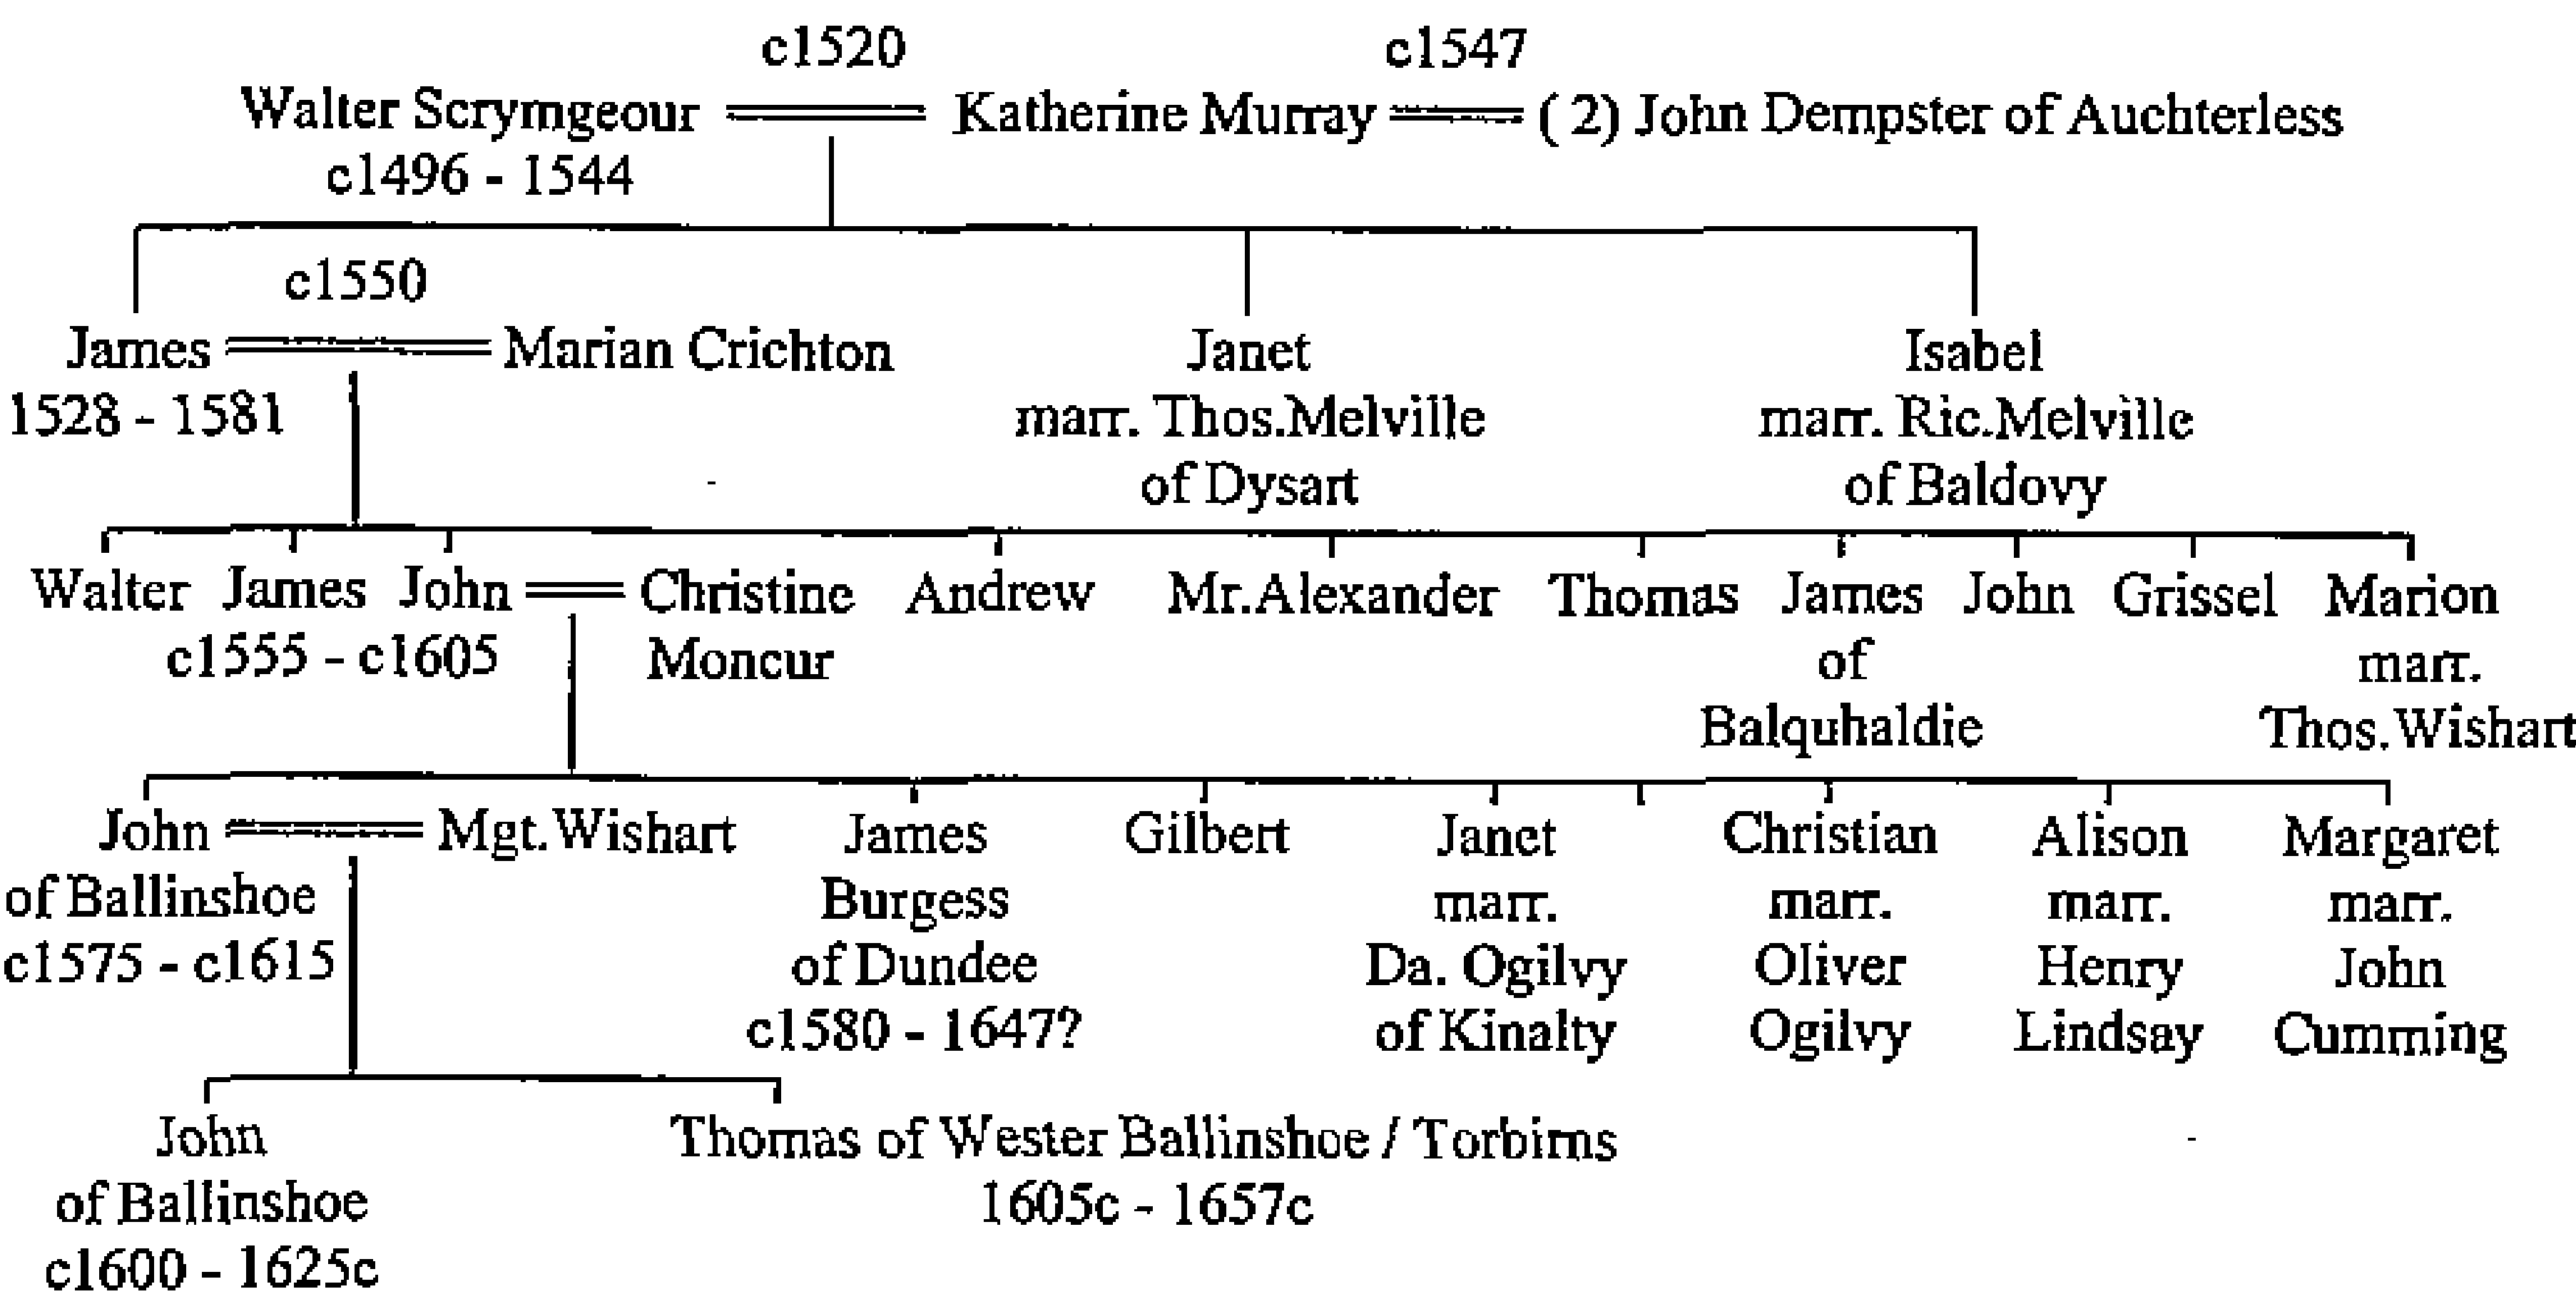 c1520 c1547
Walter Scrymgeour Katherine Murray (2) John Dempster of Auchterless
c1496 - 1544
c1550
James Marian Crichton Janet Isabel
1528 - 1581 marr. Thos.Melville marr. Ric.Melville
of Dysart of Baldovy
Walter James John Christine Andrew Mr.Alexander Thomas James John Grissel Marion
c1555 - c1605 Moncur of marr.
Balquhaldie Thos.Wishart
John Mgt.Wishart James Gilbert Janet Christian Alison Margaret
of Ballinshoe Burgess marr. marr. marr. marr.
c1575 - c1615 of Dundee Da. Ogilvy Oliver Henry John
c1580 - 1647? of Kinalty Ogilvy Lindsay Cumming
John Thomas of Wester Ballinshoe / Torbirns
of Ballinshoe 1605c - 1657c
c1600 - 1625c